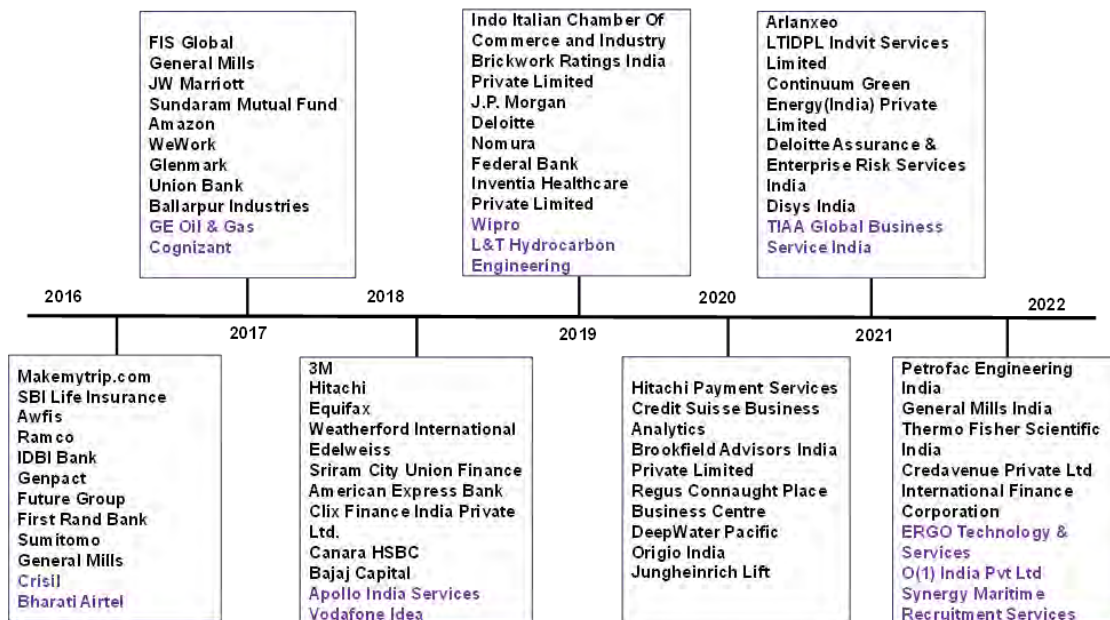 FIS Global
General Mills
JW Marriott
Sundaram Mutual Fund
Amazon
WeWork
Glenmark
Union Bank
Ballarpur Industries
GE Oil & Gas
Cognizant
Indo Italian Chamber Of
Commerce and Industry
Brickwork Ratings India
Private Limited
J.P. Morgan
Deloitte
Nomura
Federal Bank
Inventia Healthcare
Private Limited
Wipro
L&T Hydrocarbon
Engineering
Arlanxeo
LTIDPL Indvit Services
Limited
Continuum Green
Energy(India) Private
Limited
Deloitte Assurance &
Enterprise Risk Services
India
Disys India
TIAA Global Business
Service India
2016
2018
2020
2022
2017
2019
2021
Makemytrip.com
SBI Life Insurance
Awfis
Ramco
IDBI Bank
Genpact
Future Group
First Rand Bank
Sumitomo
General Mills
Crisil
Bharati Airtel
3M
Hitachi
Equifax
Weatherford International
Edelweiss
Sriram City Union Finance
American Express Bank
Clix Finance India Private
Ltd.
Canara HSBC
Bajaj Capital
Apollo India Services
Vodafone Idea
Hitachi Payment Services
Credit Suisse Business
Analytics
Brookfield Advisors India
Private Limited
Regus Connaught Place
Business Centre
DeepWater Pacific
Origio India
Jungheinrich Lift
Petrofac Engineering
India
General Mills India
Thermo Fisher Scientific
India
Credavenue Private Ltd
International Finance
Corporation
ERGO Technology &
Services
O(1) India Pvt Ltd
Synergy Maritime
Recruitment Services